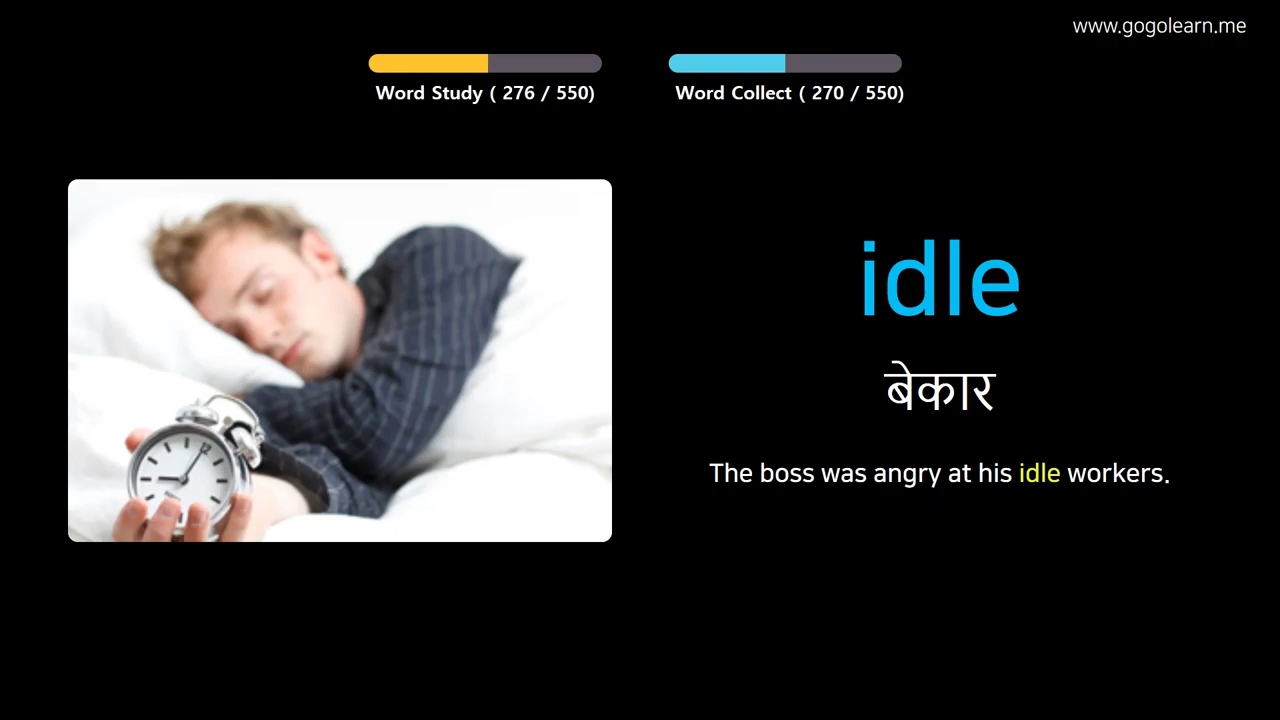 www.gogolearn.me
Word Study ( 276 / 550)
Word Collect ( 270 / 550)
idle
बेकार
The boss was angry at his idle workers.